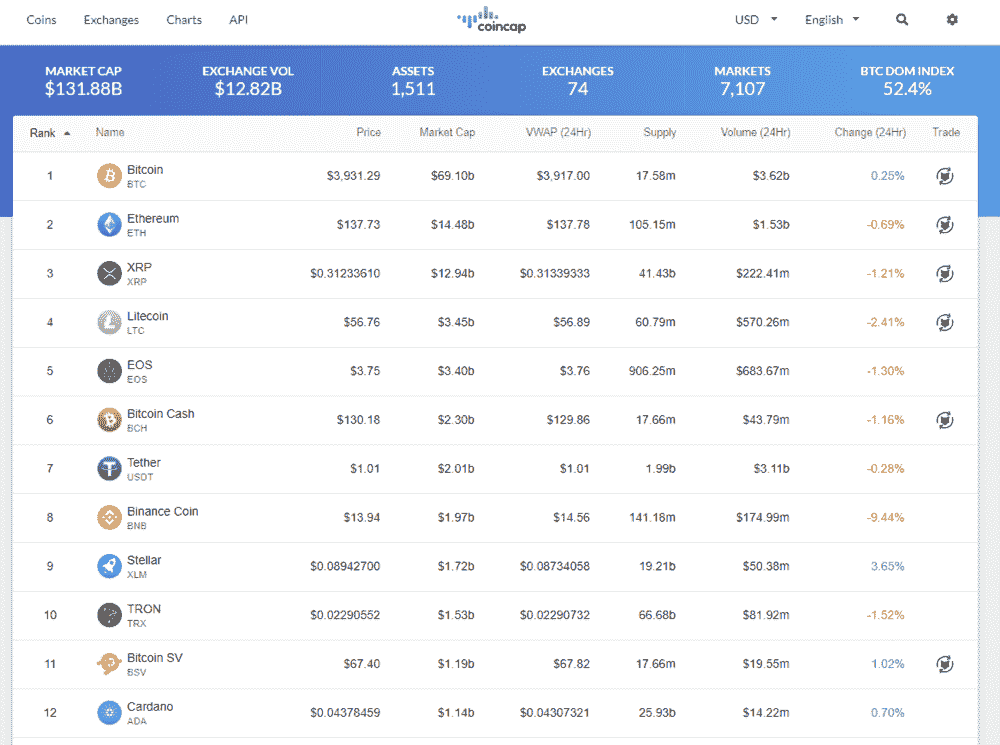 Coins Exchanges Charts API coincap USD English
MARKET CAP EXCHANGE VOL ASSETS EXCHANGES MARKETS BTC DOM INDEX
$131.88B $12.82B 1,511 74 7,107 52.4%
Rank Name Price Market Cap VWAP (24Hr) Supply Volume (24Hr) Change (24Hr) Trade
1 Bitcoin $3,931.29 $69.10b $3,917.00 17.58m $3.62b 0.25%
BTC
2 Ethereum $137.73 $14.48b $137.78 105.15m $1.53b -0.69%
ETH
3 XRP $0.31233610 $12.94b $0.31339333 41.43b $222.41m -1.21%
XRP
4 Litecoin $56.76 $3.45b $56.89 60.79m $570.26m -2.41%
LTC
5 EOS $3.75 $3.40b $3.76 906.25m $683.67m -1.30%
EOS
6 Bitcoin Cash $130.18 $2.30b $129.86 17.66m $43.79m -1.16%
BCH
7 Tether $1.01 $2.01b $1.01 1.99b $3.11b -0.28%
USDT
8 Binance Coin $13.94 $1.97b $14.56 141.18m $174.99m -9.44%
BNB
9 Stellar $0.08942700 $1.72b $0.08734058 19.21b $50.38m 3.65%
XLM
10 TRON $0.02290552 $1.53b $0.02290732 66.68b $81.92m -1.52%
TRX
11 Bitcoin SV $67.40 $1.19b $67.82 17.66m $19.55m 1.02%
BSV
12 Cardano $0.04378459 $1.14b $0.04307321 25.93b $14.22m 0.70%
ADA